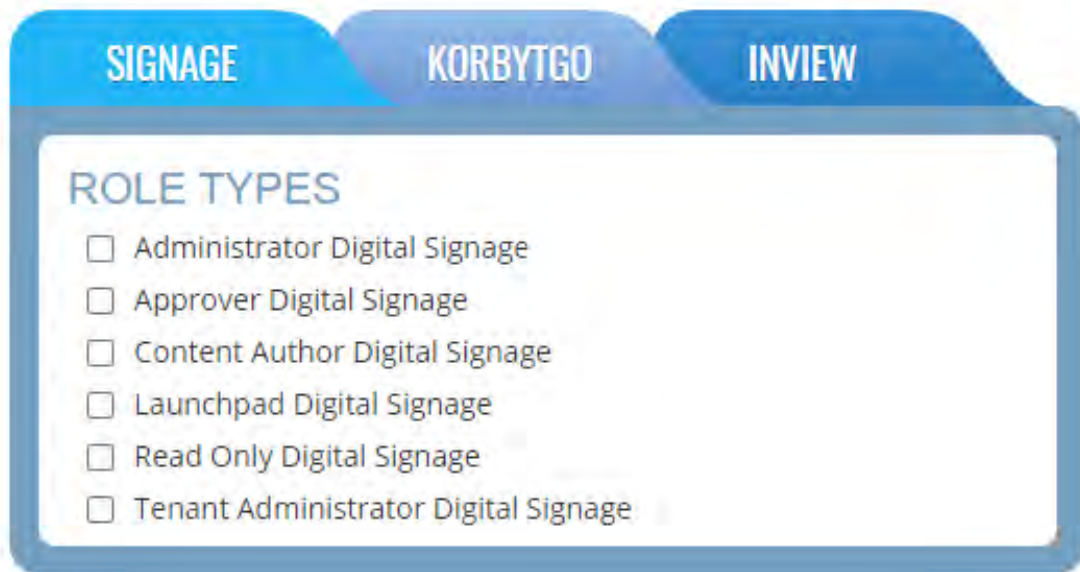 SIGNAGE KORBYTGO INVIEW
ROLE TYPES
Administrator Digital Signage
Approver Digital Signage
Content Author Digital Signage
Launchpad Digital Signage
Read Only Digital Signage
Tenant Administrator Digital Signage